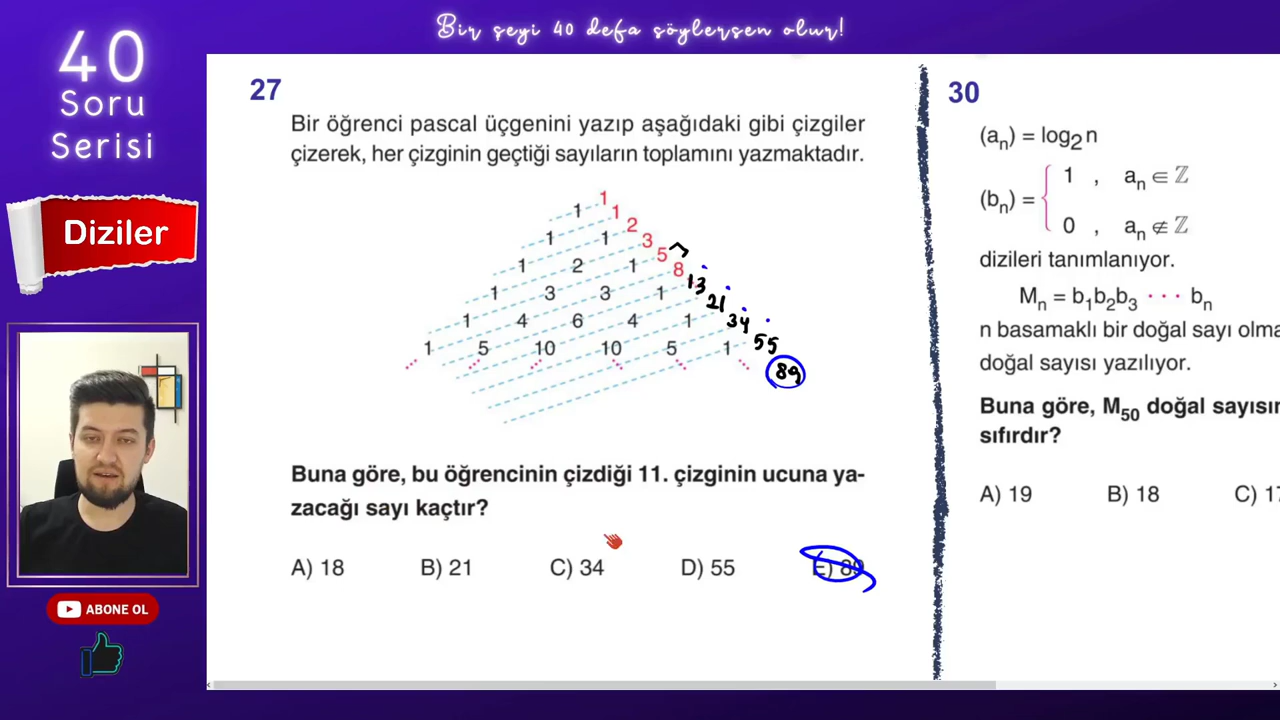 Bir şeyi 40 defa söylersen olur!
40
Soru
Serisi
Diziler
ABONE OL
27
Bir öğrenci pascal üçgenini yazıp aşağıdaki gibi çizgiler
çizerek, her çizginin geçtiği sayıların toplamını yazmaktadır.
1
1 1
2
1 1 3
5
1 2 1 8
13
1 3 3 1 21
1 4 6 4 1 34
55
1 5 10 10 5 1
89
Buna göre, bu öğrencinin çizdiği 11. çizginin ucuna ya-
zacağı sayı kaçtır?
A) 18 B) 21 C) 34 D) 55 E) 89
30
(aₙ) = log₂n
(bₙ) = { 1 , aₙ ∈ ℤ
0 , aₙ ∉ ℤ
dizileri tanımlanıyor.
Mₙ = b₁b₂b₃ ··· bₙ
n basamaklı bir doğal sayı olma
doğal sayısı yazılıyor.
Buna göre, M₅₀ doğal sayısın
sıfırdır?
A) 19 B) 18 C) 17